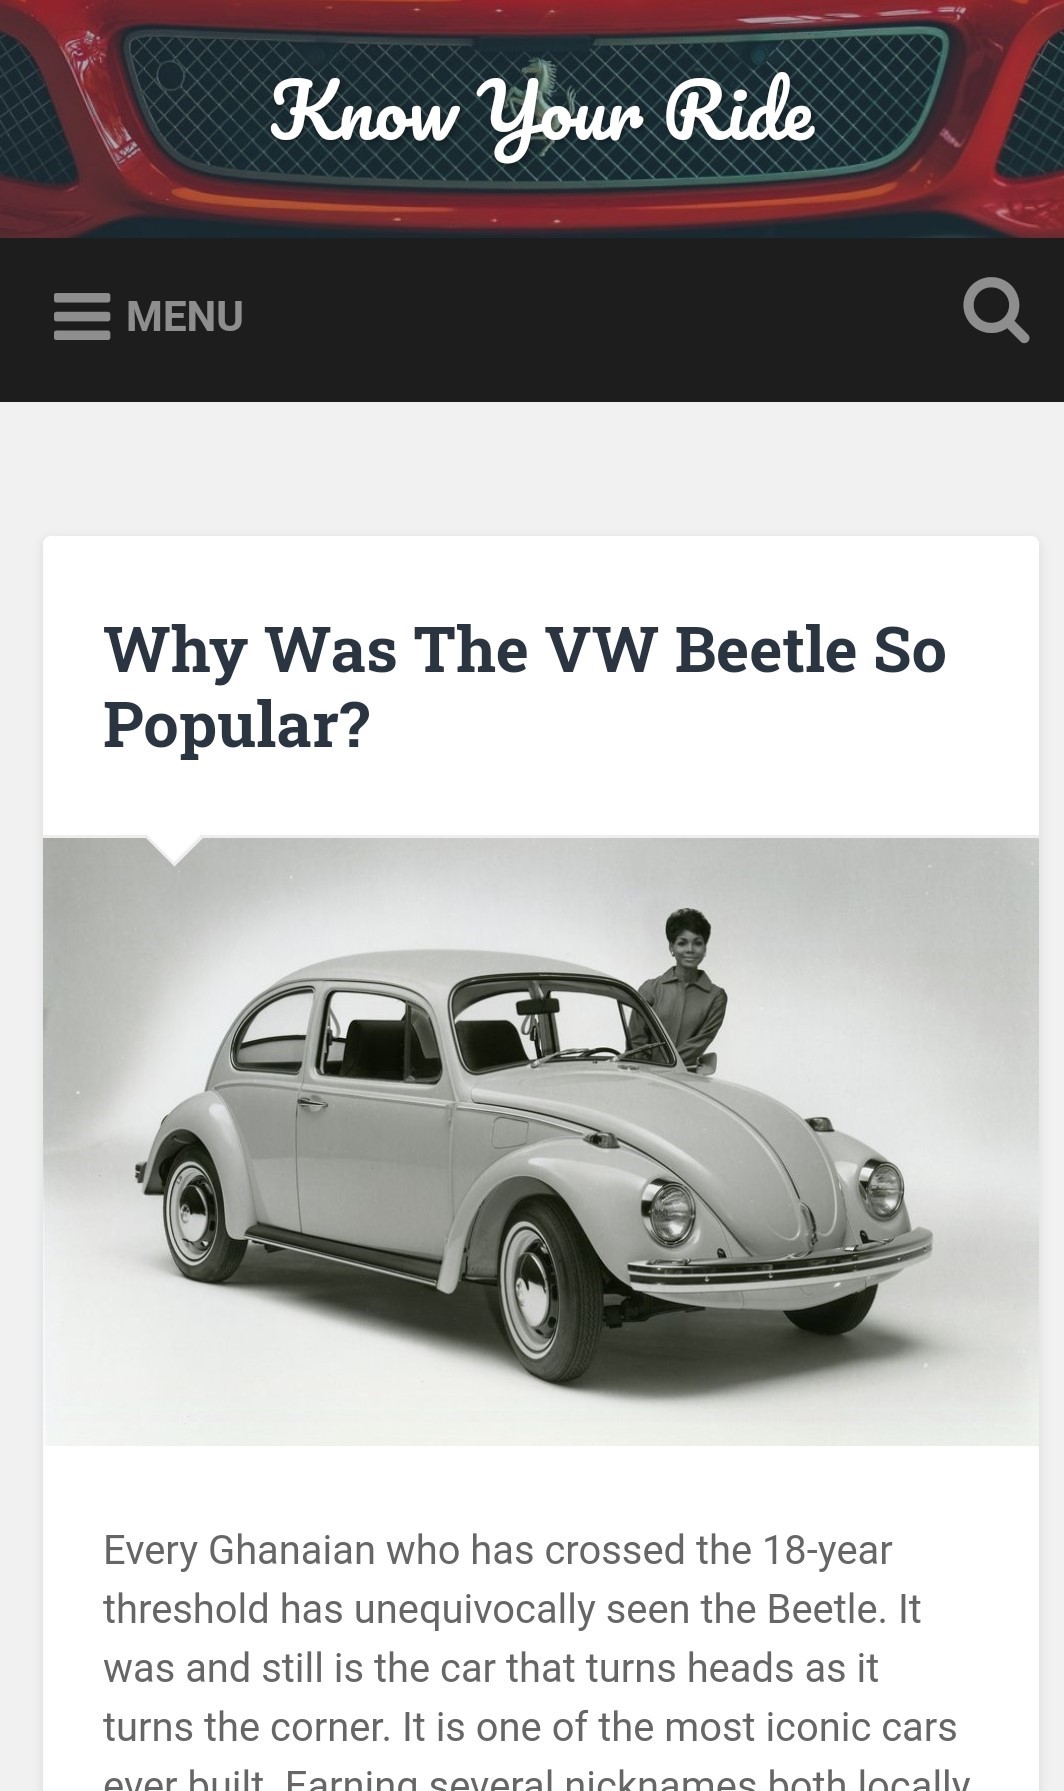 Know Your Ride
MENU
Why Was The VW Beetle So
Popular?
Every Ghanaian who has crossed the 18-year
threshold has unequivocally seen the Beetle. It
was and still is the car that turns heads as it
turns the corner. It is one of the most iconic cars
ever built. Earning several nicknames both locally